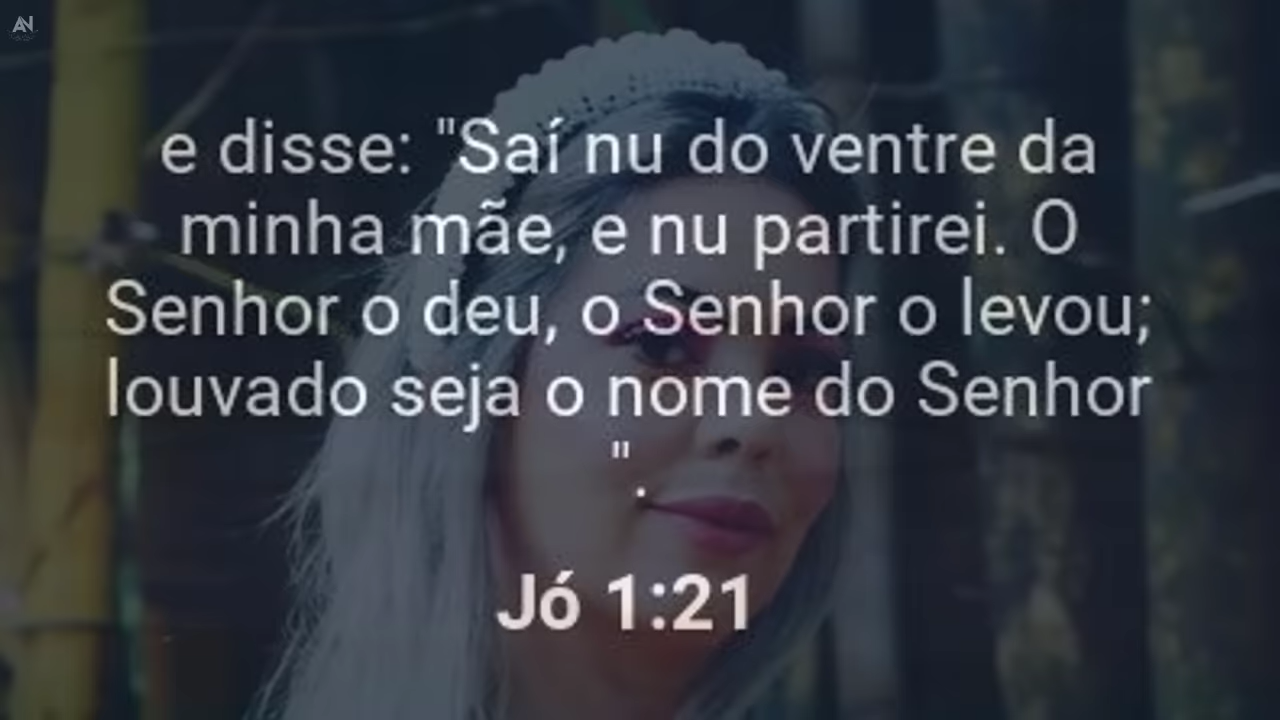 AN
e disse: "Saí nu do ventre da
minha mãe, e nu partirei. O
Senhor o deu, o Senhor o levou;
louvado seja o nome do Senhor
".
Jó 1:21